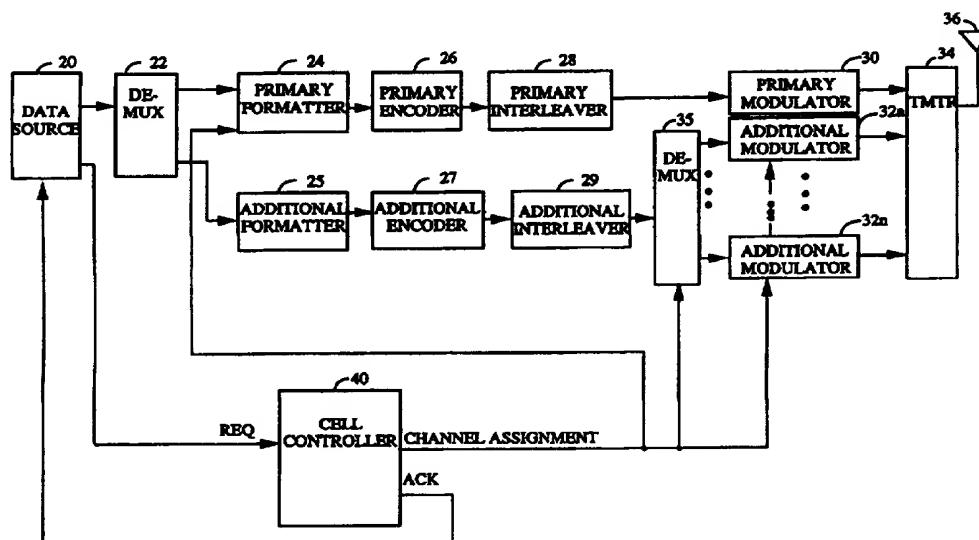 36
20
22
24
26
28
30
34
DATA
SOURCE
DE-
MUX
PRIMARY
FORMATTER
PRIMARY
ENCODER
PRIMARY
INTERLEAVER
PRIMARY
MODULATOR
TMTR
32a
35
ADDITIONAL
MODULATOR
DE-
MUX
25
27
29
ADDITIONAL
FORMATTER
ADDITIONAL
ENCODER
ADDITIONAL
INTERLEAVER
32n
ADDITIONAL
MODULATOR
40
REQ
CELL
CONTROLLER
CHANNEL ASSIGNMENT
ACK